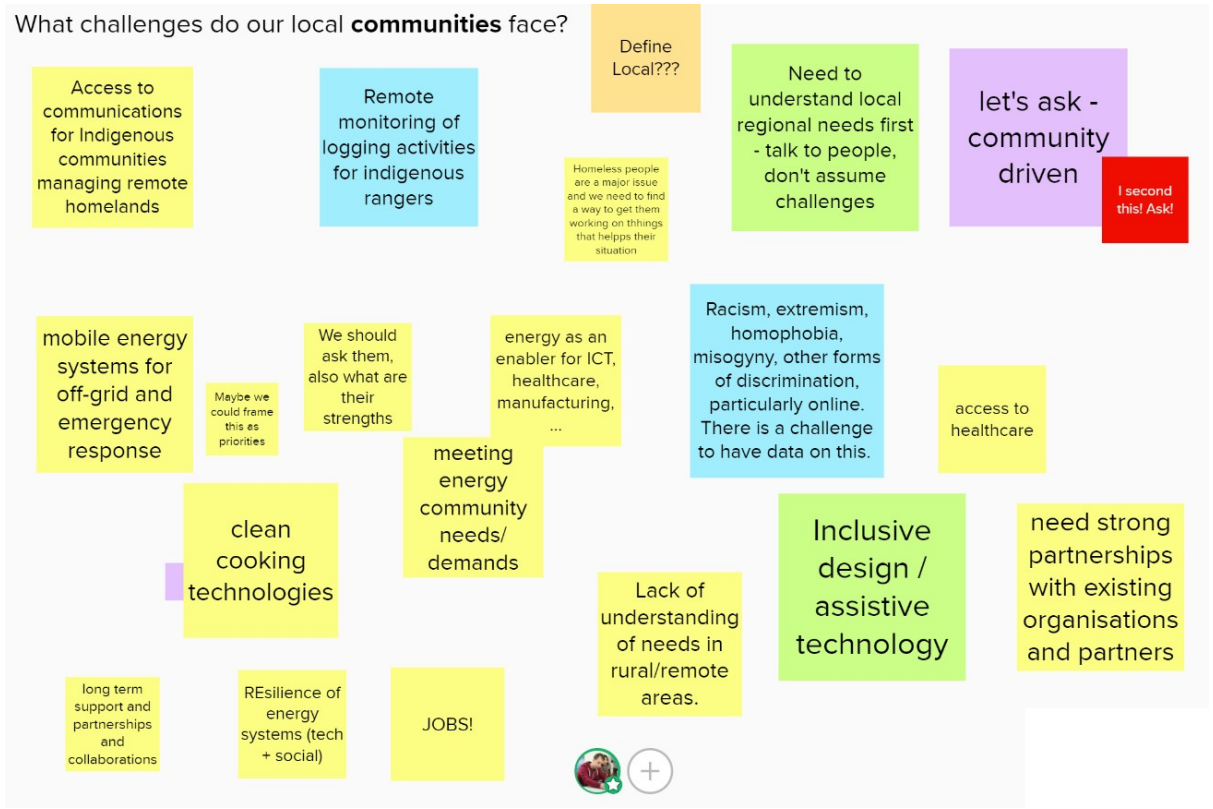 What challenges do our local communities face?
Define
Local???
Access to
communications
for Indigenous
communities
managing remote
homelands
Remote
monitoring of
logging activities
for indigenous
rangers
Homeless people
are a major issue
and we need to find
a way to get them
working on thhings
that helpps their
situation
Need to
understand local
regional needs first
- talk to people,
don't assume
challenges
let's ask -
community
driven
I second
this! Ask!
mobile energy
systems for
off-grid and
emergency
response
Maybe we
could frame
this as
priorities
We should
ask them,
also what are
their
strengths
energy as an
enabler for ICT,
healthcare,
manufacturing,
...
meeting
energy
community
needs/
demands
Racism, extremism,
homophobia,
misogyny, other forms
of discrimination,
particularly online.
There is a challenge
to have data on this.
access to
healthcare
clean
cooking
technologies
Lack of
understanding
of needs in
rural/remote
areas.
Inclusive
design /
assistive
technology
need strong
partnerships
with existing
organisations
and partners
long term
support and
partnerships
and
collaborations
REsilience of
energy
systems (tech
+ social)
JOBS!